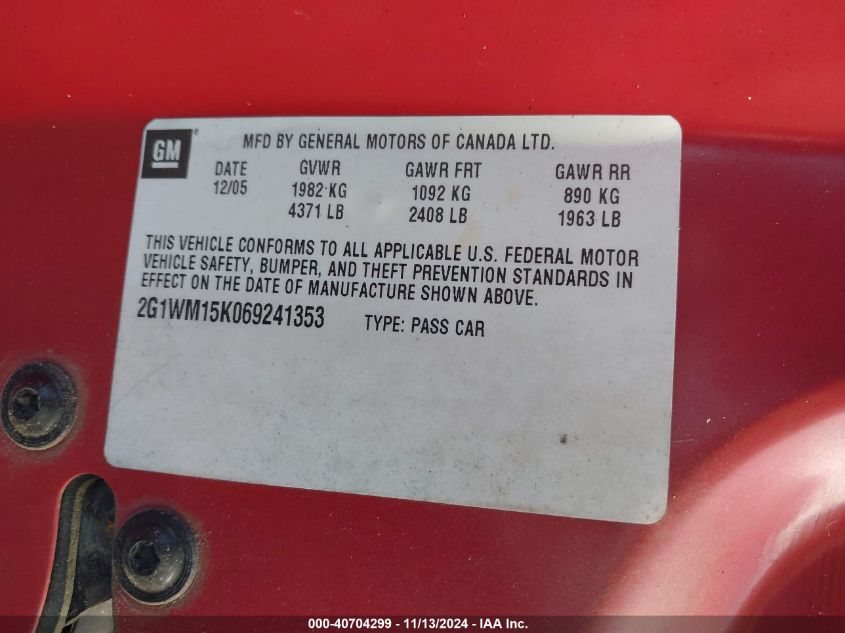 GM®
MFD BY GENERAL MOTORS OF CANADA LTD.
DATE GVWR GAWR FRT GAWR RR
12/05 1982 KG 1092 KG 890 KG
4371 LB 2408 LB 1963 LB
THIS VEHICLE CONFORMS TO ALL APPLICABLE U.S. FEDERAL MOTOR
VEHICLE SAFETY, BUMPER, AND THEFT PREVENTION STANDARDS IN
EFFECT ON THE DATE OF MANUFACTURE SHOWN ABOVE.
2G1WM15K069241353 TYPE: PASS CAR
000-40704299 - 11/13/2024 - IAA Inc.